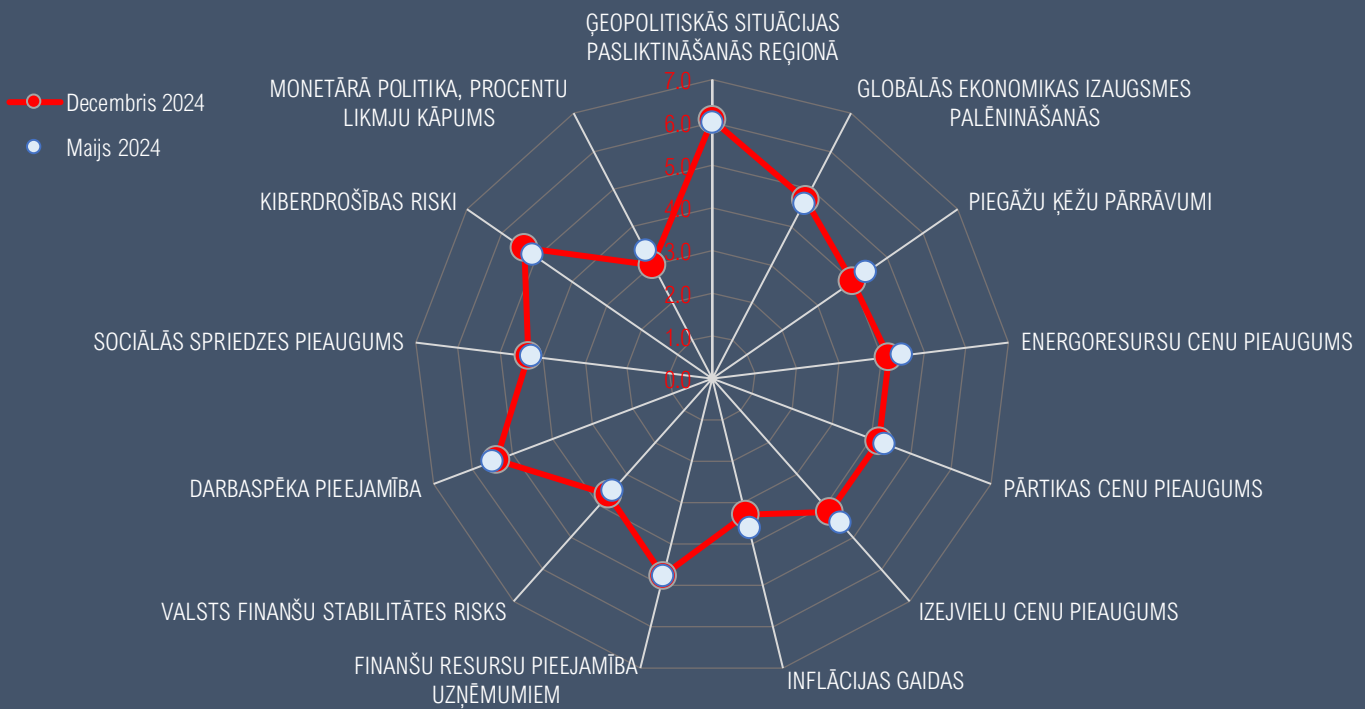 ĢEOPOLITISKĀS SITUĀCIJAS
PASLIKTINĀŠANĀS REĢIONĀ
GLOBĀLĀS EKONOMIKAS IZAUGSMES
PALĒNINĀŠANĀS
PIEGĀŽU ĶĒŽU PĀRRĀVUMI
ENERGORESURSU CENU PIEAUGUMS
PĀRTIKAS CENU PIEAUGUMS
IZEJVIELU CENU PIEAUGUMS
INFLĀCIJAS GAIDAS
FINANŠU RESURSU PIEEJAMĪBA
UZŅĒMUMIEM
VALSTS FINANŠU STABILITĀTES RISKS
DARBASPĒKA PIEEJAMĪBA
SOCIĀLĀS SPRIEDZES PIEAUGUMS
KIBERDROŠĪBAS RISKI
MONETĀRĀ POLITIKA, PROCENTU
LIKMJU KĀPUMS
7.0
6.0
5.0
4.0
3.0
2.0
1.0
0.0
Decembris 2024
Maijs 2024